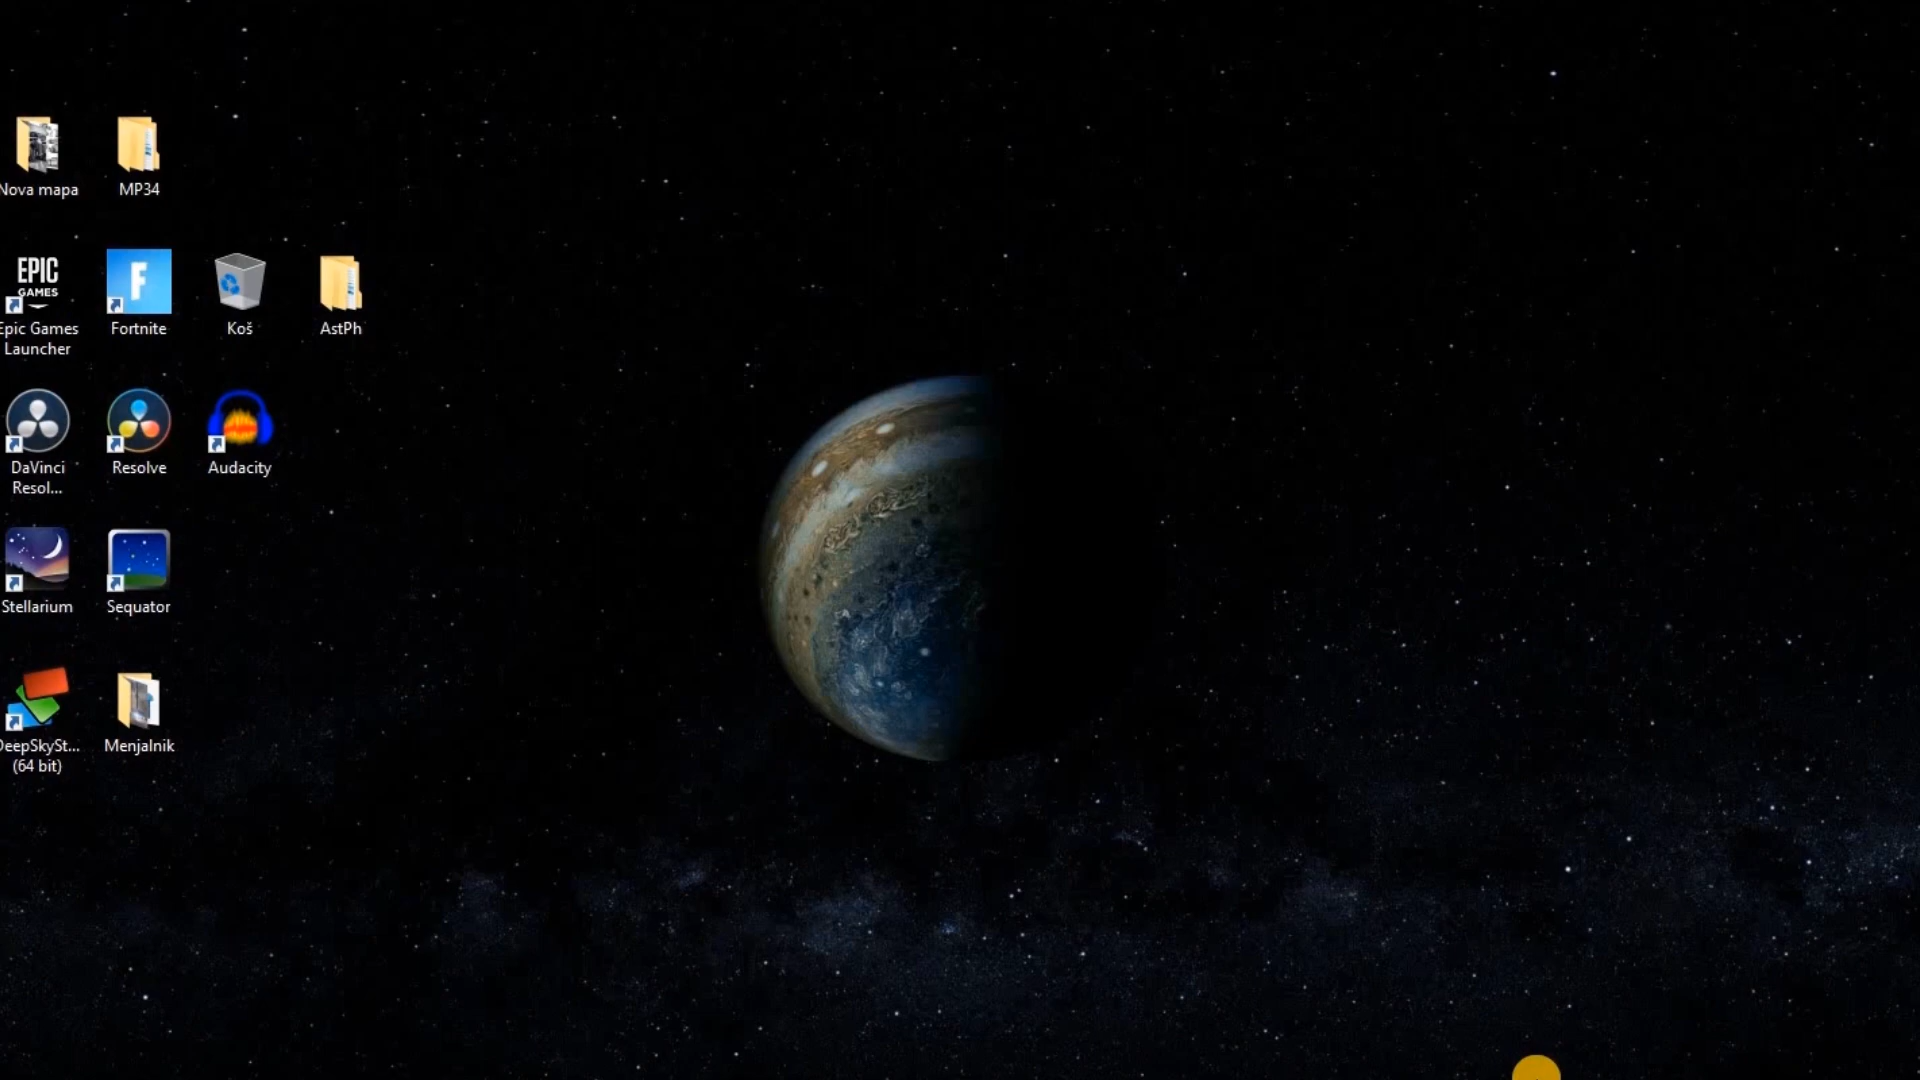 Nova mapa
MP34
EPIC
GAMES
Epic Games
Launcher
F
Fortnite
Koš
AstPh
DaVinci
Resol...
Resolve
Audacity
Stellarium
Sequator
DeepSkySt...
(64 bit)
Menjalnik